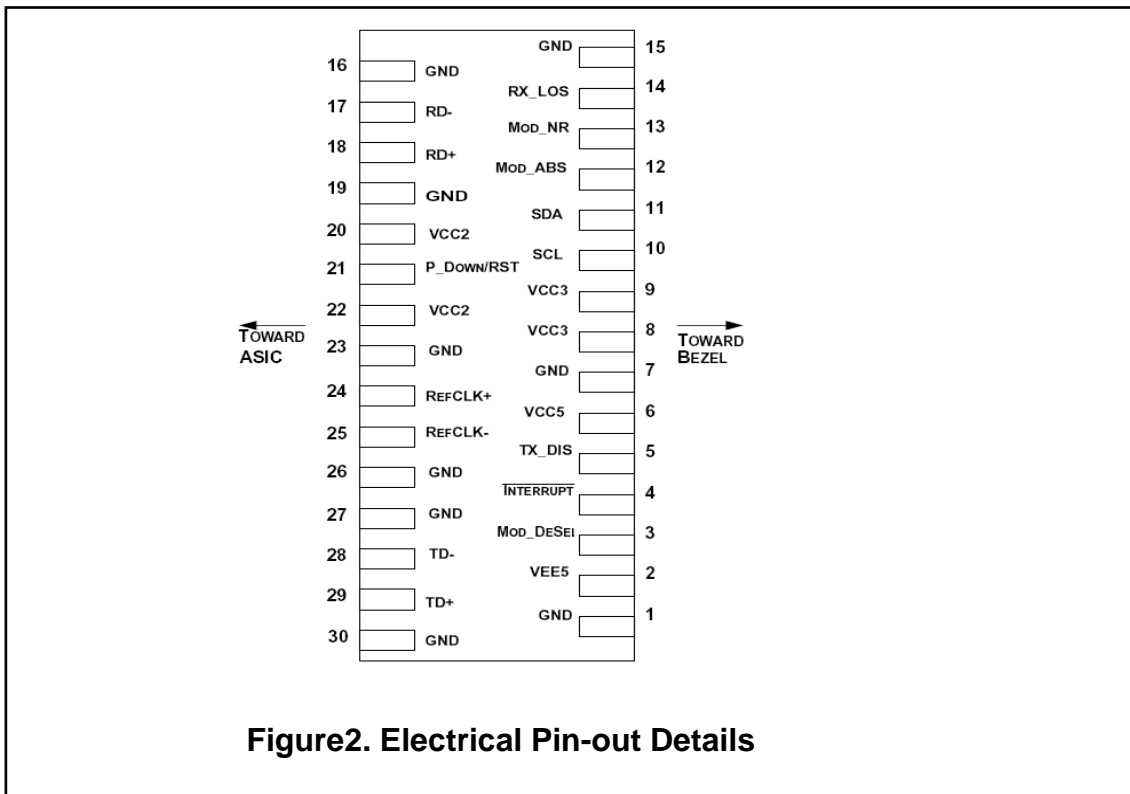 GND 15
16 GND
RX_LOS 14
17 RD-
MOD_NR 13
18 RD+
MOD_ABS 12
19 GND
SDA 11
20 VCC2
SCL 10
21 P_DOWN/RST
VCC3 9
22 VCC2
VCC3 8
TOWARD ASIC
TOWARD BEZEL
23 GND
GND 7
24 REFCLK+
VCC5 6
25 REFCLK-
TX_DIS 5
26 GND
INTERRUPT 4
27 GND
MOD_DESEL 3
28 TD-
VEE5 2
29 TD+
GND 1
30 GND
Figure2. Electrical Pin-out Details